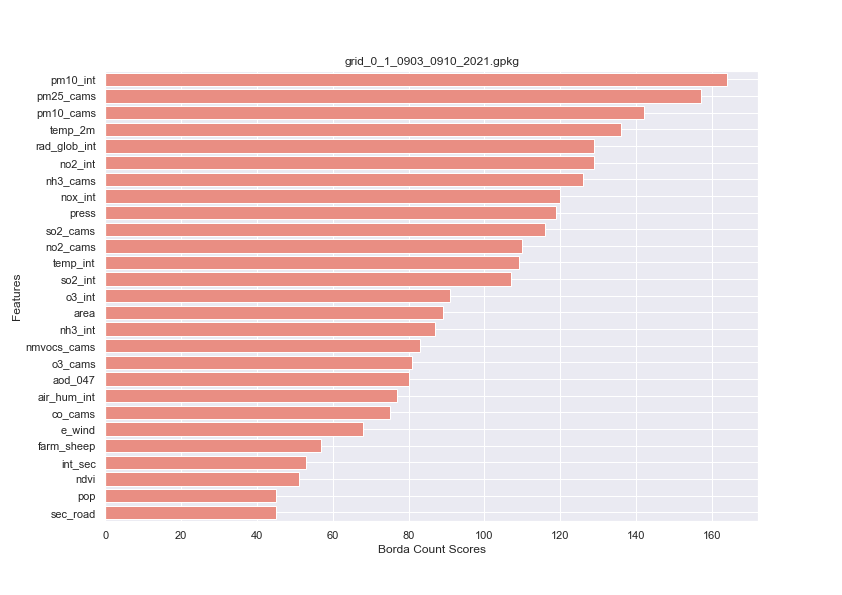 grid_0_1_0903_0910_2021.gpkg
Features
pm10_int
pm25_cams
pm10_cams
temp_2m
rad_glob_int
no2_int
nh3_cams
nox_int
press
so2_cams
no2_cams
temp_int
so2_int
o3_int
area
nh3_int
nmvocs_cams
o3_cams
aod_047
air_hum_int
co_cams
e_wind
farm_sheep
int_sec
ndvi
pop
sec_road
0 20 40 60 80 100 120 140 160
Borda Count Scores